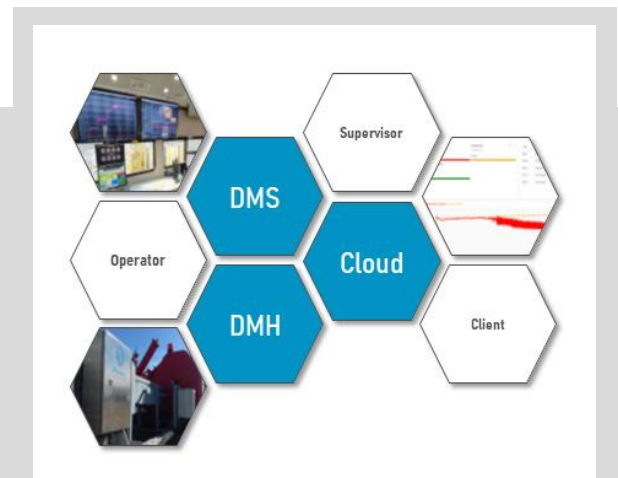 Supervisor
DMS
Operator
Cloud
DMH
Client